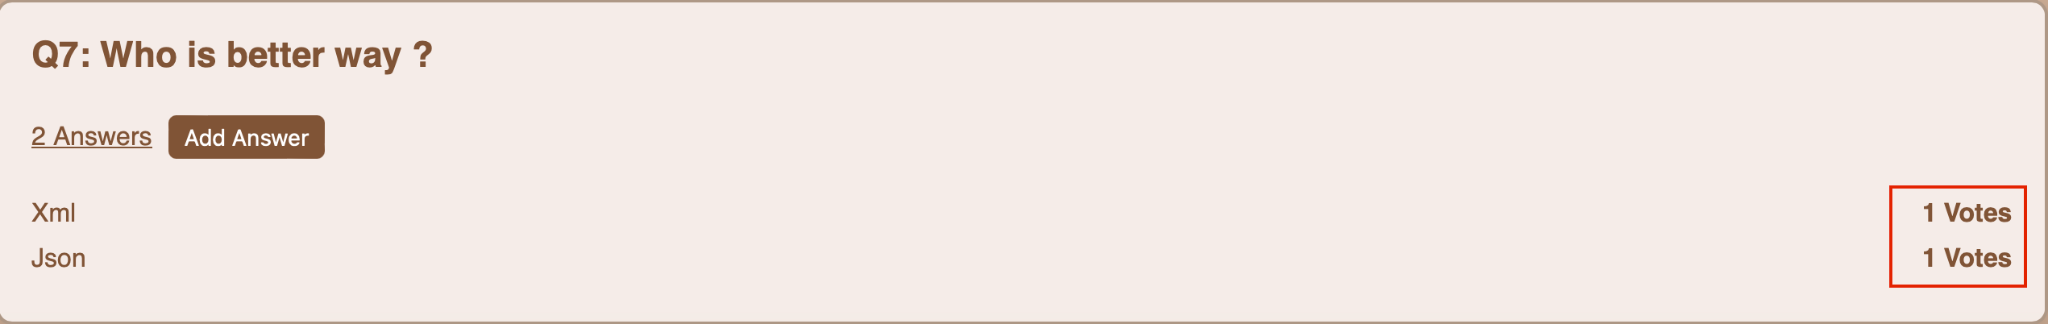 Q7: Who is better way ?
2 Answers Add Answer
Xml 1 Votes
Json 1 Votes